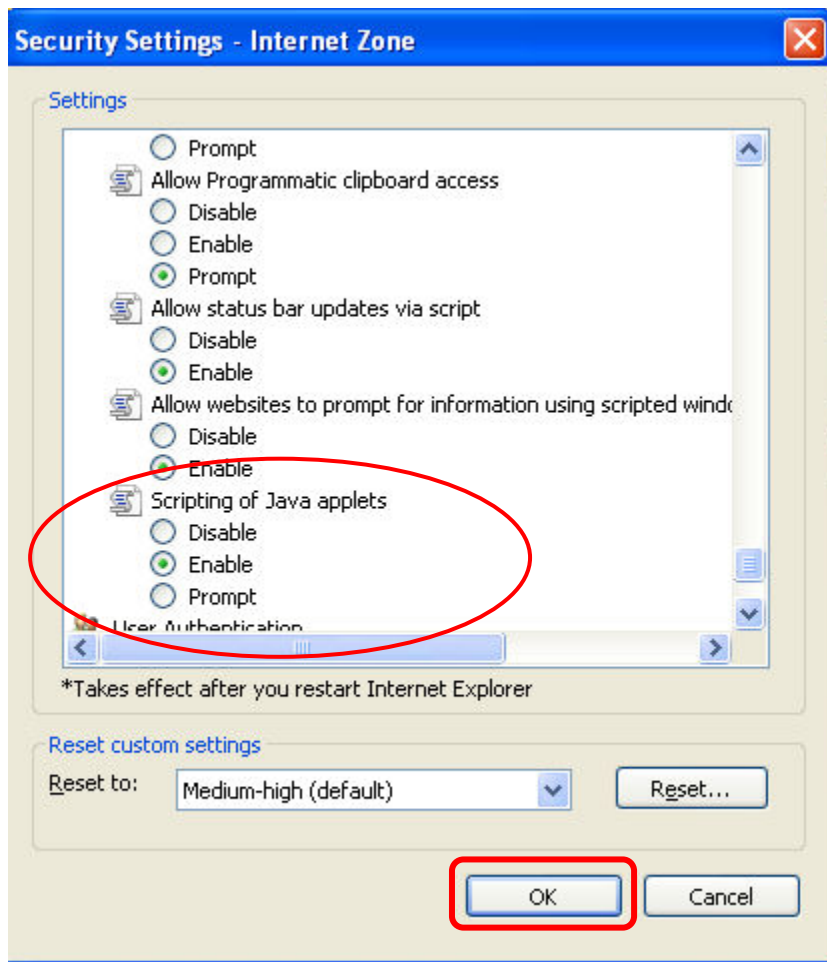 Security Settings - Internet Zone
Settings
Prompt
Allow Programmatic clipboard access
Disable
Enable
Prompt
Allow status bar updates via script
Disable
Enable
Allow websites to prompt for information using scripted windo
Disable
Enable
Scripting of Java applets
Disable
Enable
Prompt
User Authentication
*Takes effect after you restart Internet Explorer
Reset custom settings
Reset to:
Medium-high (default)
Reset...
OK
Cancel